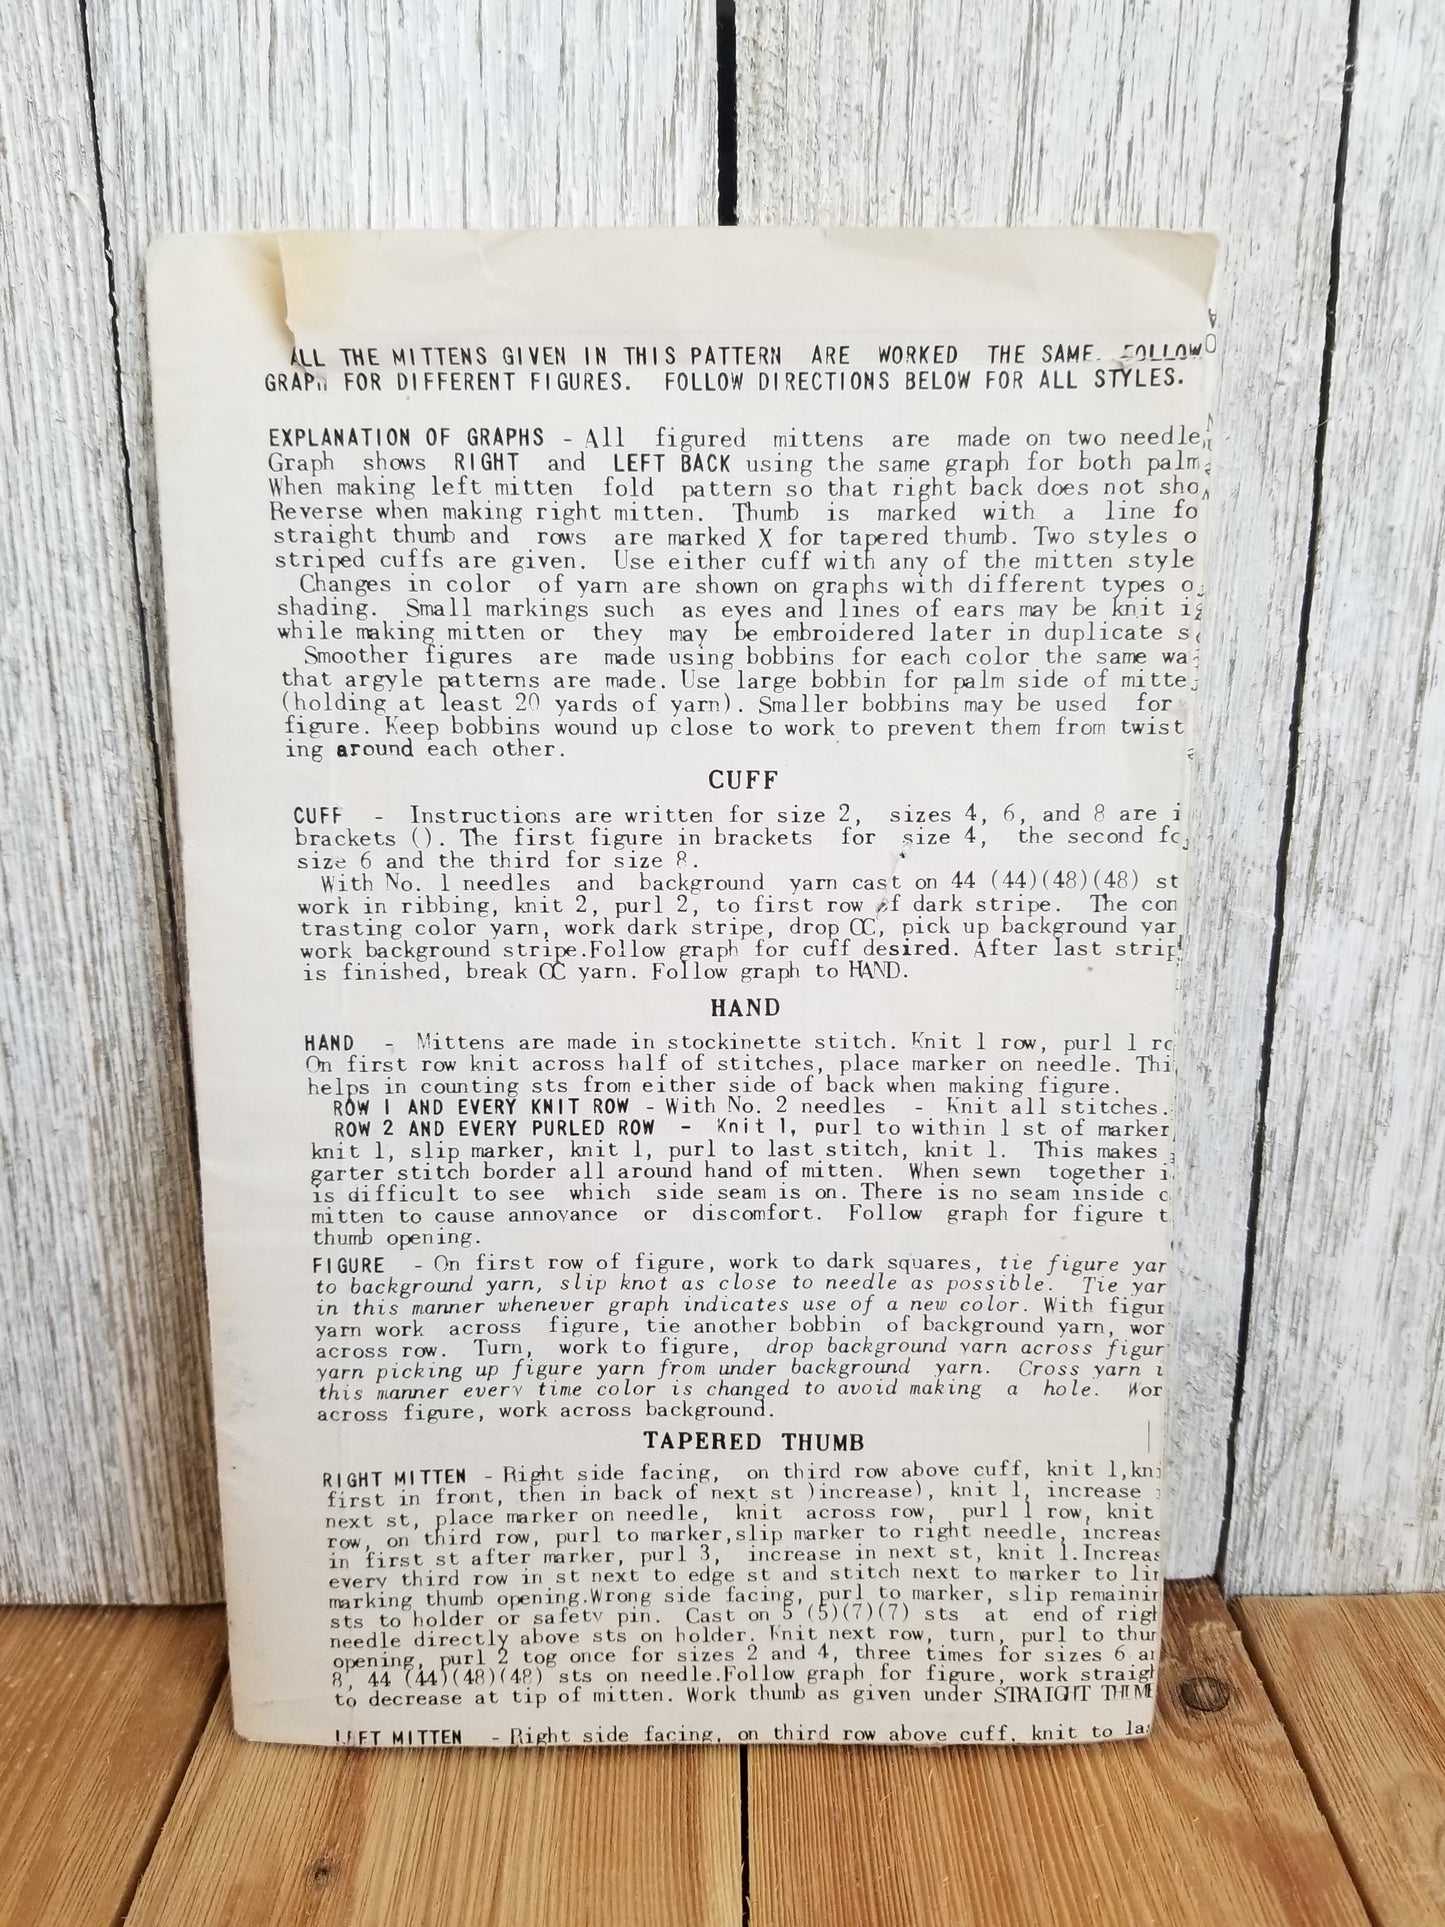 ALL THE MITTENS GIVEN IN THIS PATTERN ARE WORKED THE SAME. FOLLOW
GRAPH FOR DIFFERENT FIGURES. FOLLOW DIRECTIONS BELOW FOR ALL STYLES.
EXPLANATION OF GRAPHS - All figured mittens are made on two needle
Graph shows RIGHT and LEFT BACK using the same graph for both palm
When making left mitten fold pattern so that right back does not sho
Reverse when making right mitten. Thumb is marked with a line fo
straight thumb and rows are marked X for tapered thumb. Two styles o
striped cuffs are given. Use either cuff with any of the mitten style
Changes in color of yarn are shown on graphs with different types o
shading. Small markings such as eyes and lines of ears may be knit i
while making mitten or they may be embroidered later in duplicate s
Smoother figures are made using bobbins for each color the same wa
that argyle patterns are made. Use large bobbin for palm side of mitte
(holding at least 20 yards of yarn). Smaller bobbins may be used for
figure. Keep bobbins wound up close to work to prevent them from twist
ing around each other.
CUFF
CUFF - Instructions are written for size 2, sizes 4, 6, and 8 are i
brackets (). The first figure in brackets for size 4, the second fo
size 6 and the third for size 8.
With No. 1 needles and background yarn cast on 44 (44)(48)(48) st
work in ribbing, knit 2, purl 2, to first row of dark stripe. The con
trasting color yarn, work dark stripe, drop CC, pick up background yar
work background stripe.Follow graph for cuff desired. After last strip
is finished, break CC yarn. Follow graph to HAND.
HAND
HAND - Mittens are made in stockinette stitch. Knit 1 row, purl 1 ro
On first row knit across half of stitches, place marker on needle. Thi
helps in counting sts from either side of back when making figure.
ROW 1 AND EVERY KNIT ROW - With No. 2 needles - Knit all stitches.
ROW 2 AND EVERY PURLED ROW - Knit 1, purl to within 1 st of marker
knit 1, slip marker, knit 1, purl to last stitch, knit 1. This makes
garter stitch border all around hand of mitten. When sewn together i
is difficult to see which side seam is on. There is no seam inside o
mitten to cause annoyance or discomfort. Follow graph for figure t
thumb opening.
FIGURE - On first row of figure, work to dark squares, tie figure yar
to background yarn, slip knot as close to needle as possible. Tie yar
in this manner whenever graph indicates use of a new color. With figur
yarn work across figure, tie another bobbin of background yarn, wor
across row. Turn, work to figure, drop background yarn across figur
yarn picking up figure yarn from under background yarn. Cross yarn i
this manner every time color is changed to avoid making a hole. Wor
across figure, work across background.
TAPERED THUMB
RIGHT MITTEN - Right side facing, on third row above cuff, knit 1,kni
first in front, then in back of next st )increase), knit 1, increase
next st, place marker on needle, knit across row, purl 1 row, knit
row, on third row, purl to marker,slip marker to right needle, increas
in first st after marker, purl 3, increase in next st, knit 1.Increas
every third row in st next to edge st and stitch next to marker to lin
marking thumb opening.Wrong side facing, purl to marker, slip remainin
sts to holder or safety pin. Cast on 5 (5)(7)(7) sts at end of righ
needle directly above sts on holder. Knit next row, turn, purl to thum
opening, purl 2 tog once for sizes 2 and 4, three times for sizes 6 an
8, 44 (44)(48)(48) sts on needle.Follow graph for figure, work straigh
to decrease at tip of mitten. Work thumb as given under STRAIGHT THUMB
LEFT MITTEN - Right side facing, on third row above cuff, knit to las